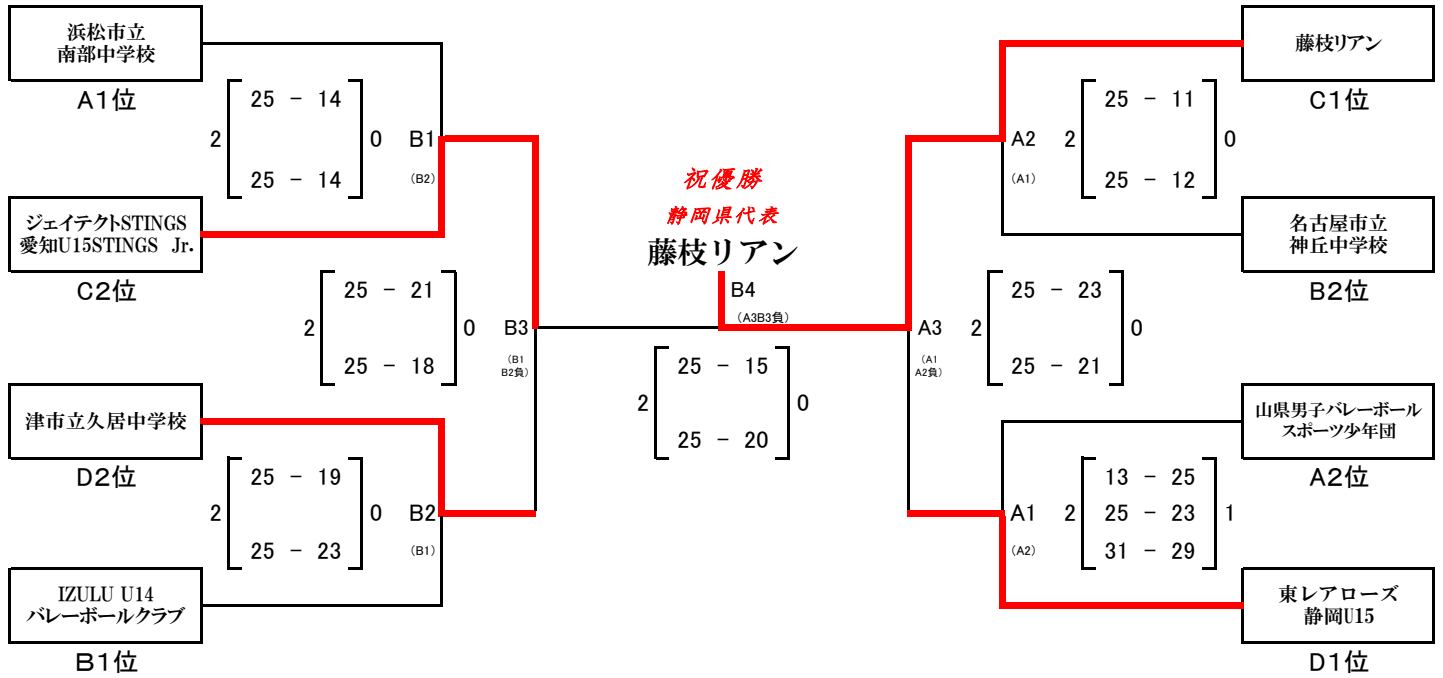 浜松市立
南部中学校
A1位
25 － 14
2 0 B1
25 － 14
(B2)
ジェイテクトSTINGS
愛知U15STINGS Jr.
C2位
25 － 21
2 0 B3
25 － 18
(B1
B2負)
津市立久居中学校
D2位
25 － 19
2 0 B2
25 － 23
(B1)
IZULU U14
バレーボールクラブ
B1位
祝優勝
静岡県代表
藤枝リアン
B4
(A3B3負)
25 － 15
2 0
25 － 20
藤枝リアン
C1位
25 － 11
A2 2 0
(A1)
25 － 12
名古屋市立
神丘中学校
B2位
25 － 23
A3 2 0
(A1
A2負)
25 － 21
山県男子バレーボール
スポーツ少年団
A2位
13 － 25
A1 2 25 － 23 1
(A2)
31 － 29
東レアローズ
静岡U15
D1位